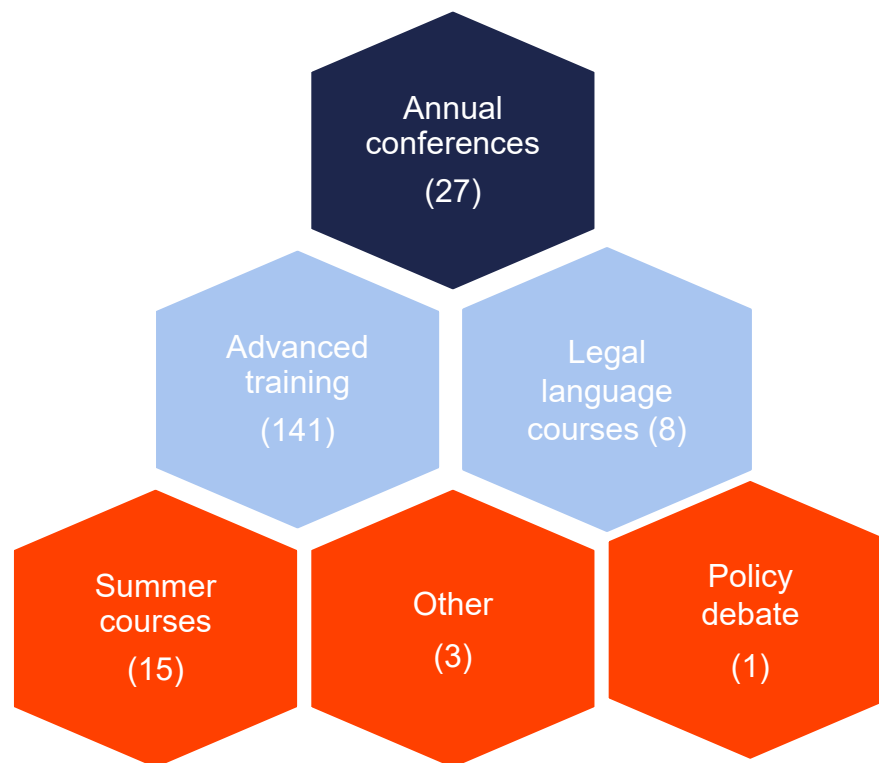 Annual
conferences
(27)
Advanced
training
(141)
Legal
language
courses (8)
Summer
courses
(15)
Other
(3)
Policy
debate
(1)